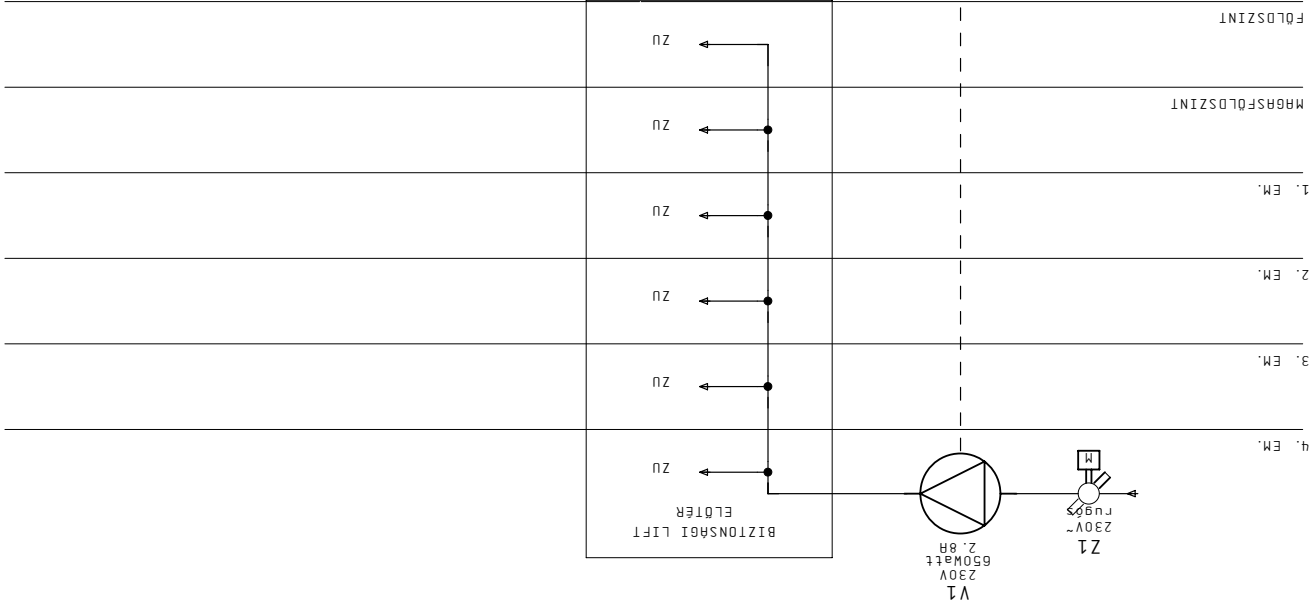 V1
230V
650Watt
2.8A
Z1
230V~
rugós
M
BIZTONSÁGI LIFT
ELŐTÉR
4. EM.
ZU
3. EM.
ZU
2. EM.
ZU
1. EM.
ZU
MAGASFÖLDSZINT
ZU
FÖLDSZINT
ZU